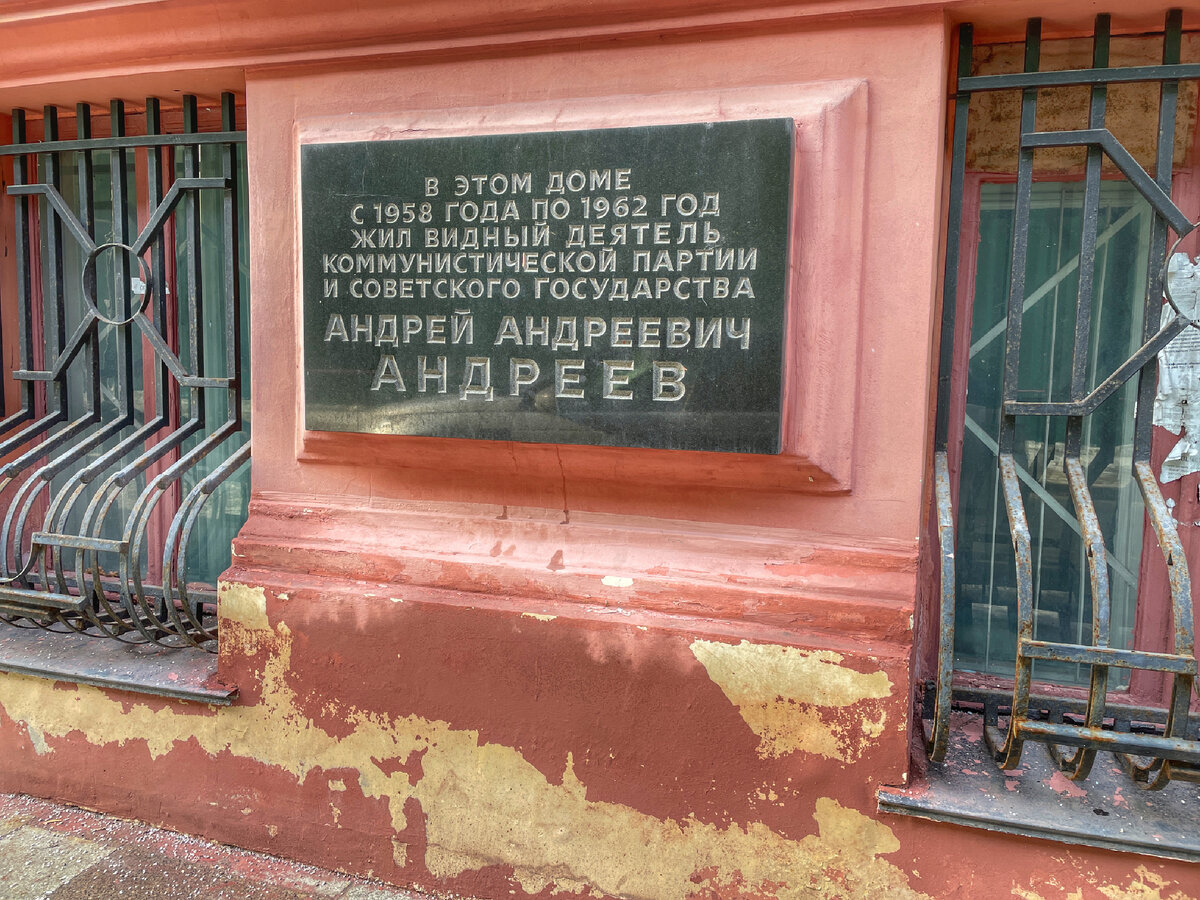 В ЭТОМ ДОМЕ
С 1958 ГОДА ПО 1962 ГОД
ЖИЛ ВИДНЫЙ ДЕЯТЕЛЬ
КОММУНИСТИЧЕСКОЙ ПАРТИИ
И СОВЕТСКОГО ГОСУДАРСТВА
АНДРЕЙ АНДРЕЕВИЧ
АНДРЕЕВ